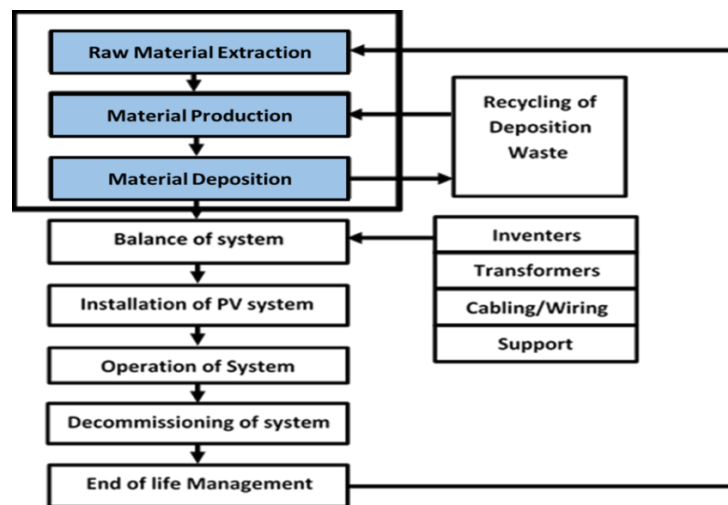 Raw Material Extraction
Material Production
Material Deposition
Recycling of
Deposition
Waste
Balance of system
Inventers
Transformers
Cabling/Wiring
Support
Installation of PV system
Operation of System
Decommissioning of system
End of life Management